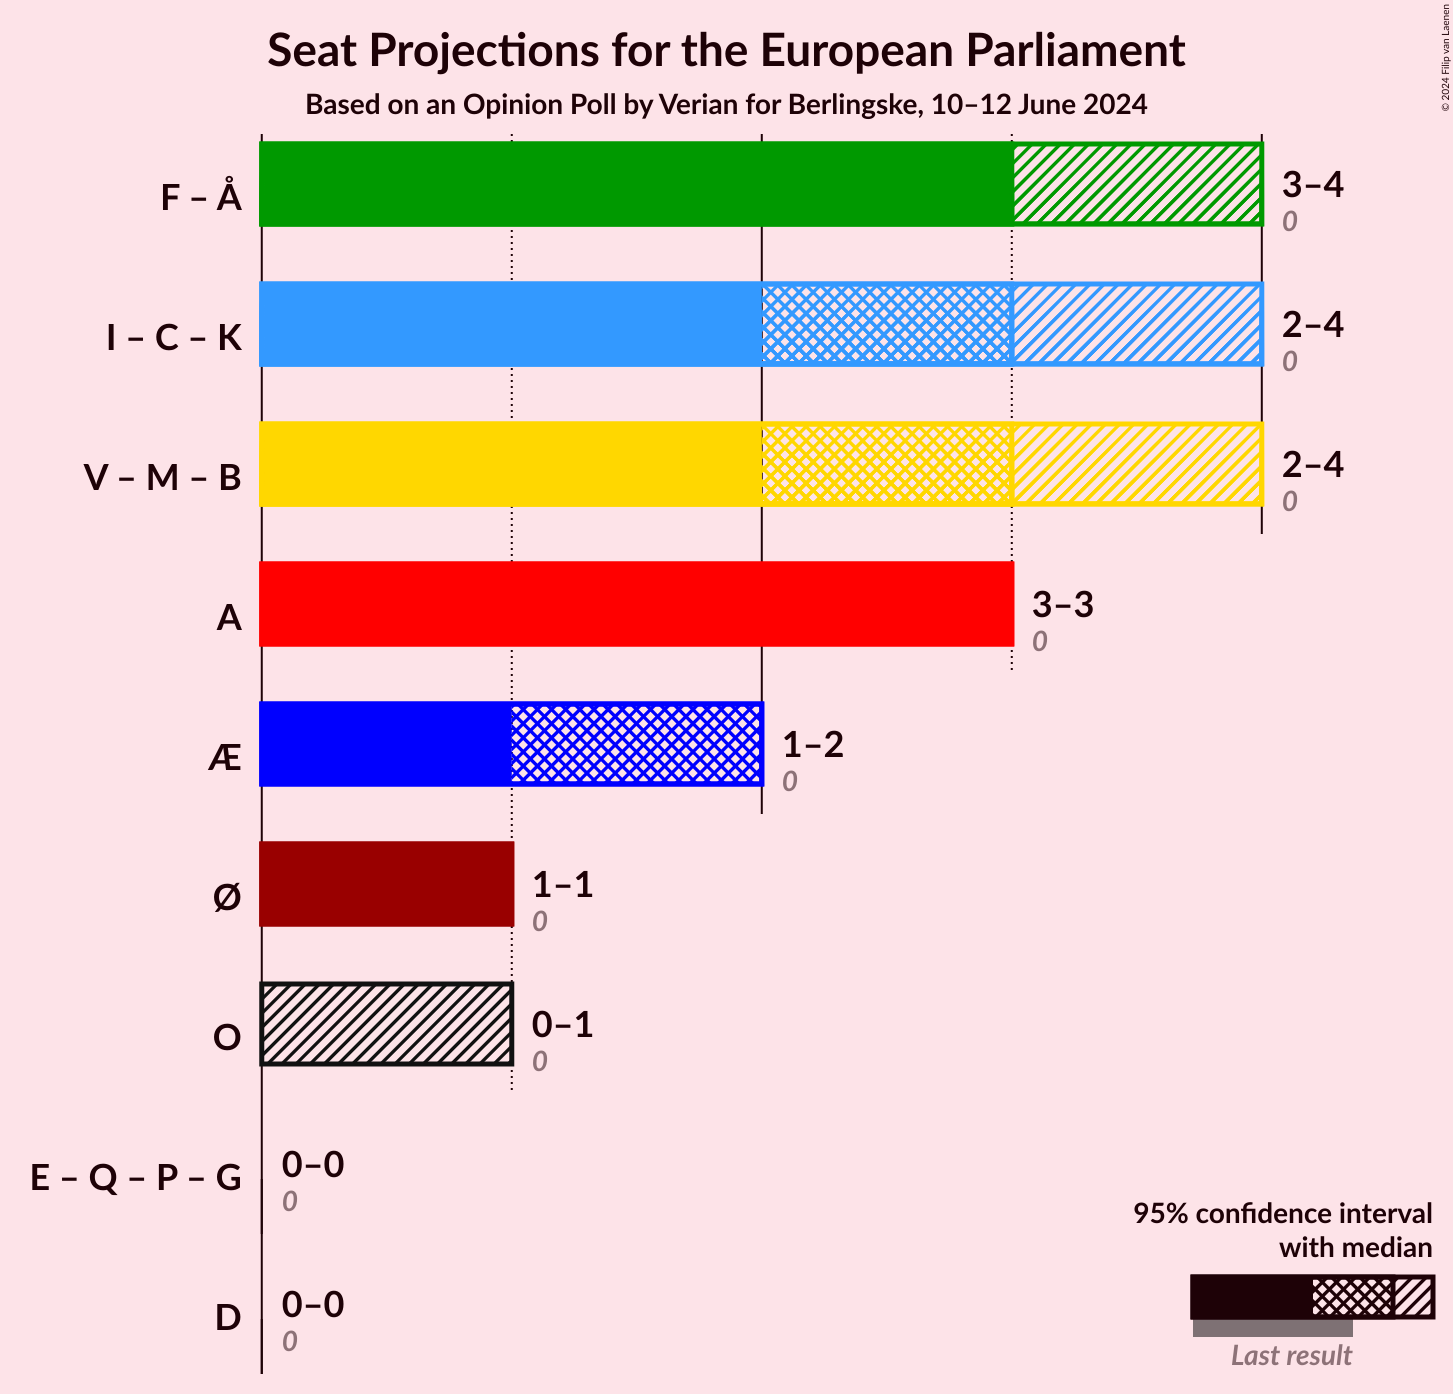 Seat Projections for the European Parliament
Based on an Opinion Poll by Verian for Berlingske, 10–12 June 2024
© 2024 Filip van Laenen
F – Å
3–4
0
I – C – K
2–4
0
V – M – B
2–4
0
A
3–3
0
Æ
1–2
0
Ø
1–1
0
O
0–1
0
E – Q – P – G
0–0
0
D
0–0
0
95% confidence interval
with median
Last result